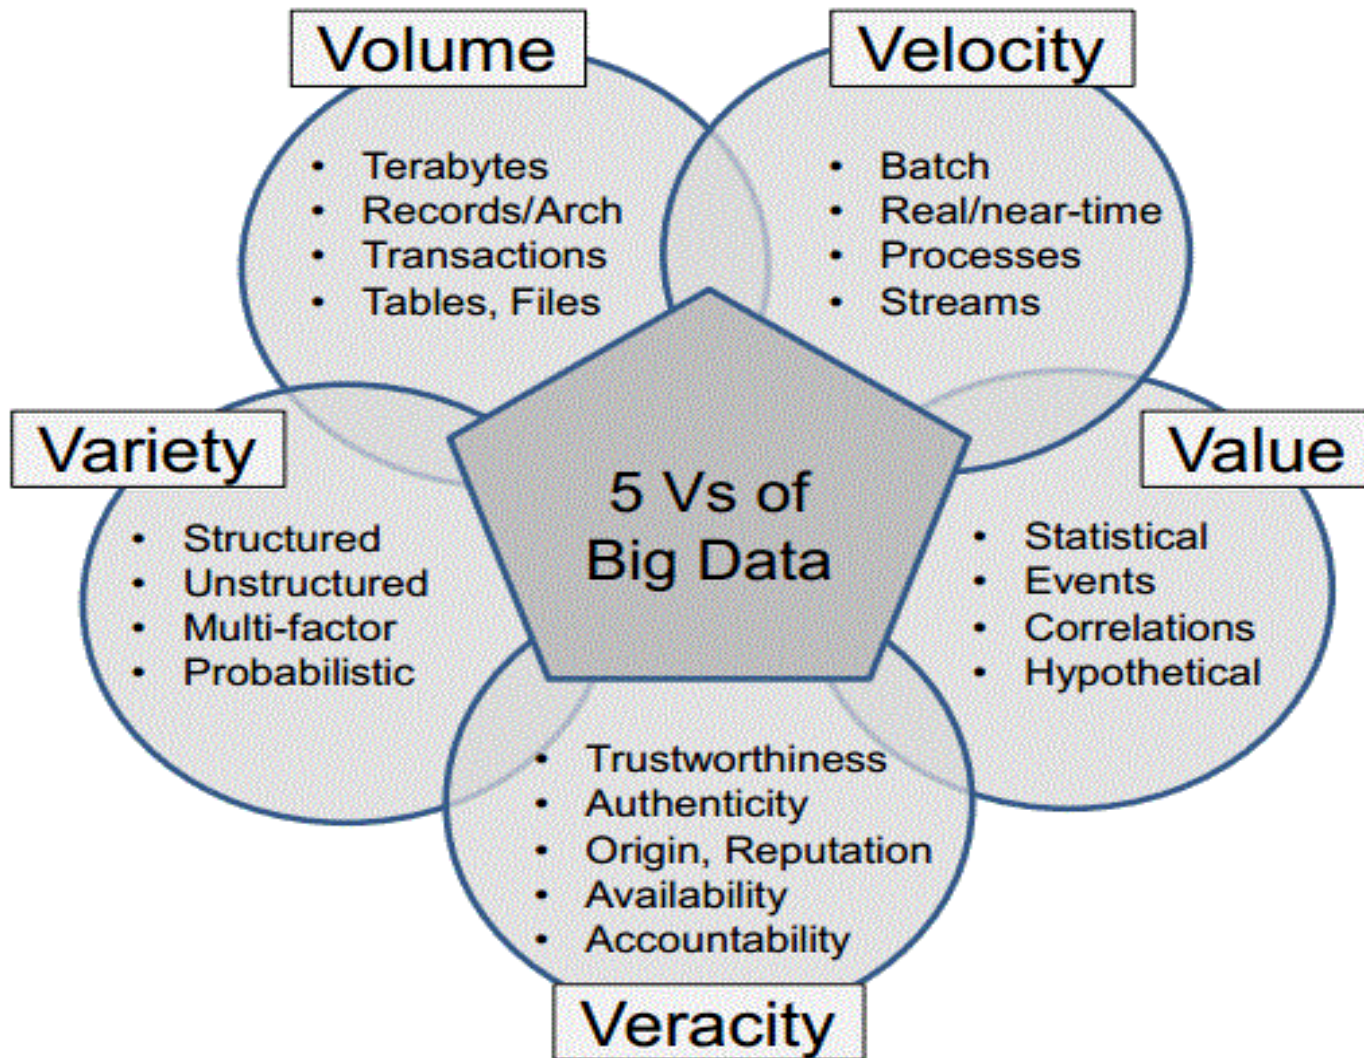 Volume
• Terabytes
• Records/Arch
• Transactions
• Tables, Files
Velocity
• Batch
• Real/near-time
• Processes
• Streams
Variety
• Structured
• Unstructured
• Multi-factor
• Probabilistic
5 Vs of
Big Data
Value
• Statistical
• Events
• Correlations
• Hypothetical
• Trustworthiness
• Authenticity
• Origin, Reputation
• Availability
• Accountability
Veracity